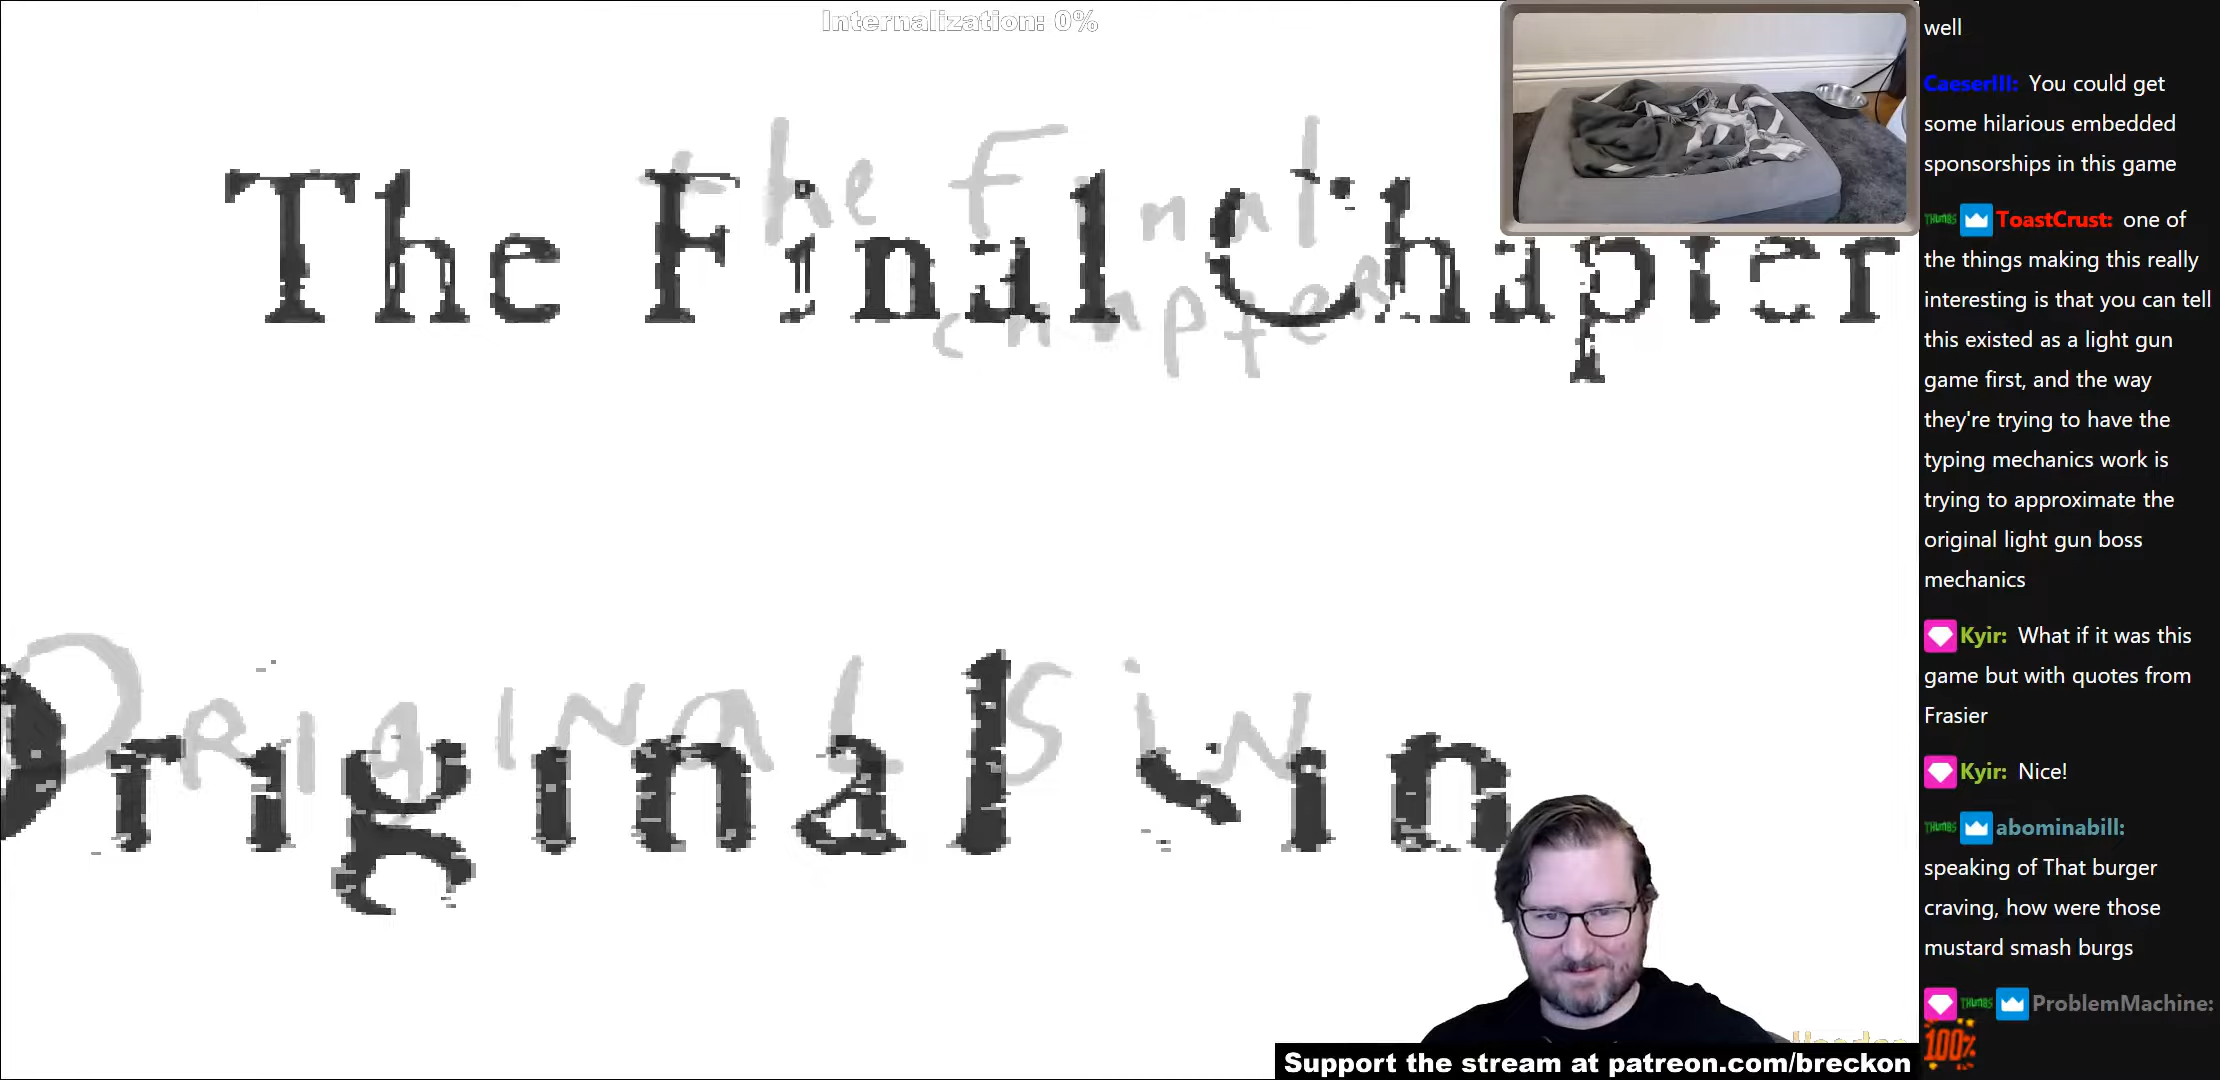 Internalization: 0%
The Final Chapter
the Final
chapter
Original Sin
ORIGINAL SIN
Support the stream at patreon.com/breckon
well
CaeserIII: You could get
some hilarious embedded
sponsorships in this game
THUMBS ToastCrust: one of
the things making this really
interesting is that you can tell
this existed as a light gun
game first, and the way
they're trying to have the
typing mechanics work is
trying to approximate the
original light gun boss
mechanics
Kyir: What if it was this
game but with quotes from
Frasier
Kyir: Nice!
THUMBS abominabill:
speaking of That burger
craving, how were those
mustard smash burgs
THUMBS ProblemMachine:
100%